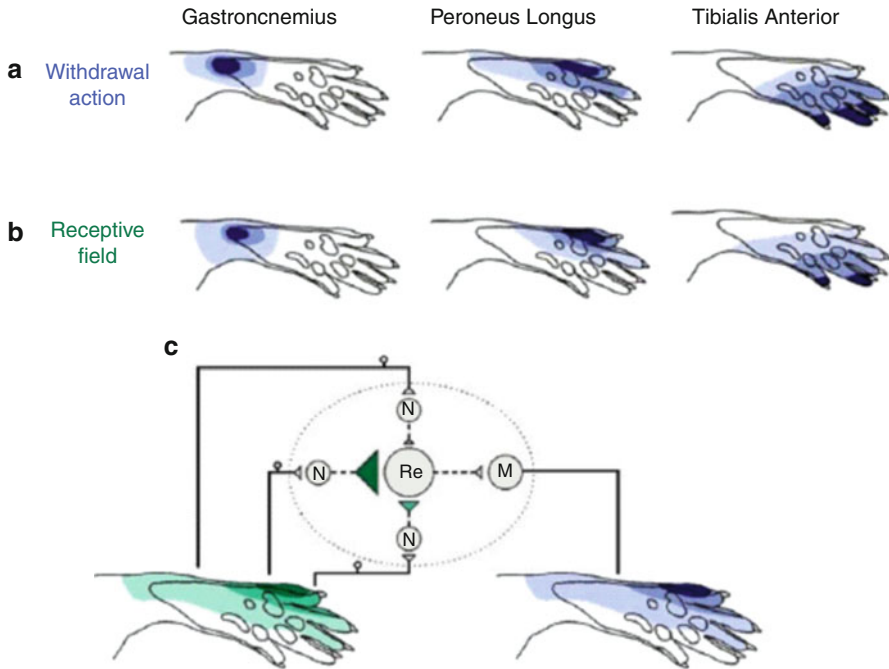 Gastroncnemius Peroneus Longus Tibialis Anterior
a Withdrawal
action
b Receptive
field
c
N
N Re M
N